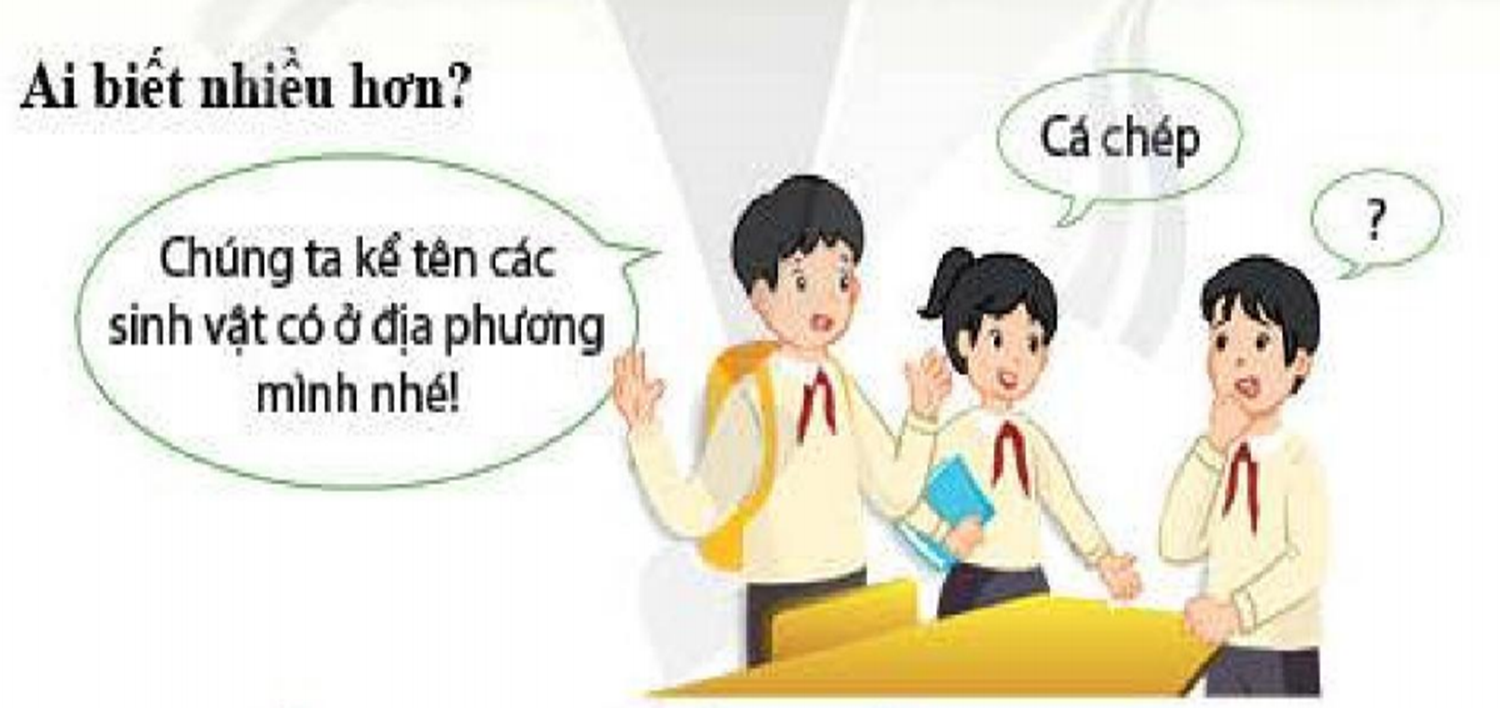 Ai biết nhiều hơn?
Chúng ta kể tên các
sinh vật có ở địa phương
mình nhé!
Cá chép
?